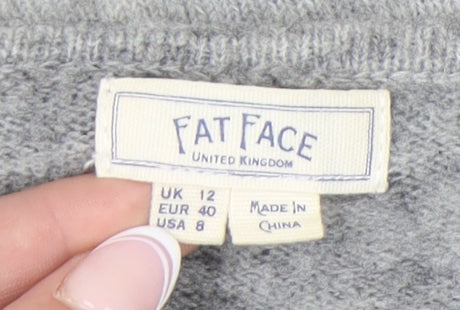 FAT FACE
UNITED KINGDOM
UK 12
EUR 40
USA 8
MADE IN
CHINA